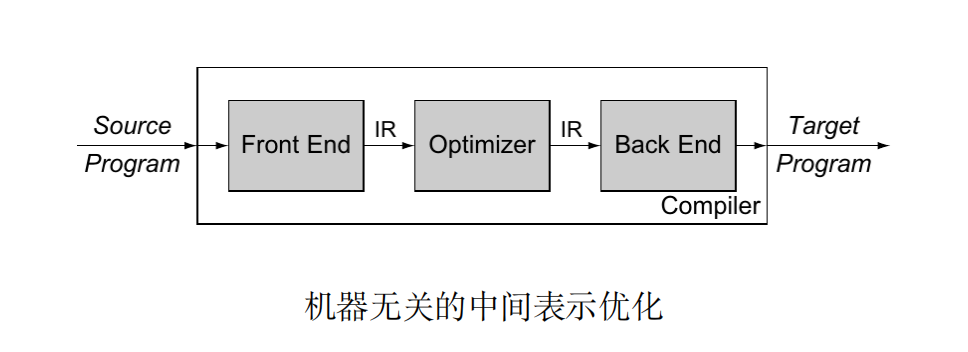 Source
Program
Front End
IR
Optimizer
IR
Back End
Target
Program
Compiler
机器无关的中间表示优化